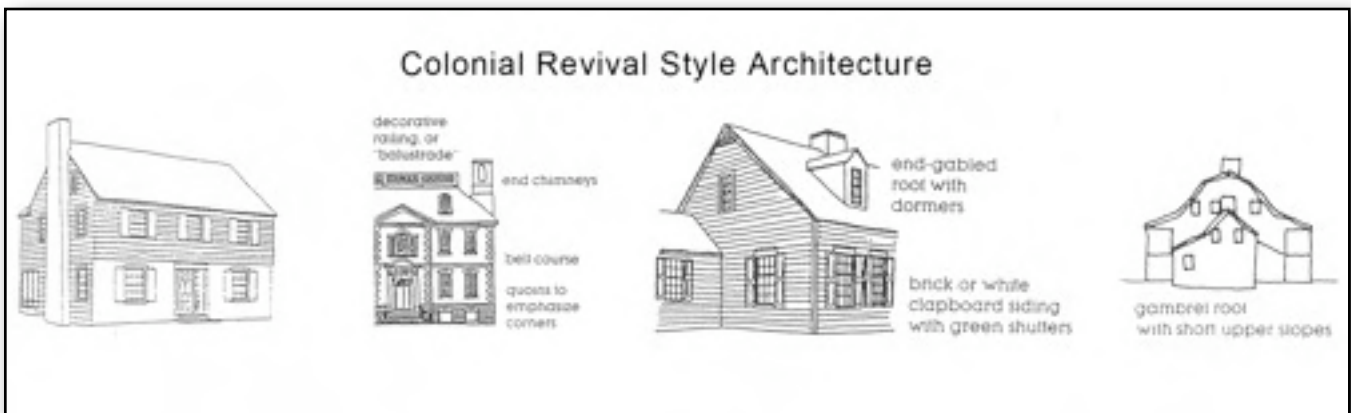 Colonial Revival Style Architecture
decorative
railing, or
"balustrade"
end chimneys
belt course
quoins to
emphasize
corners
end-gabled
roof with
dormers
brick or white
clapboard siding
with green shutters
gambrel roof
with short upper slopes